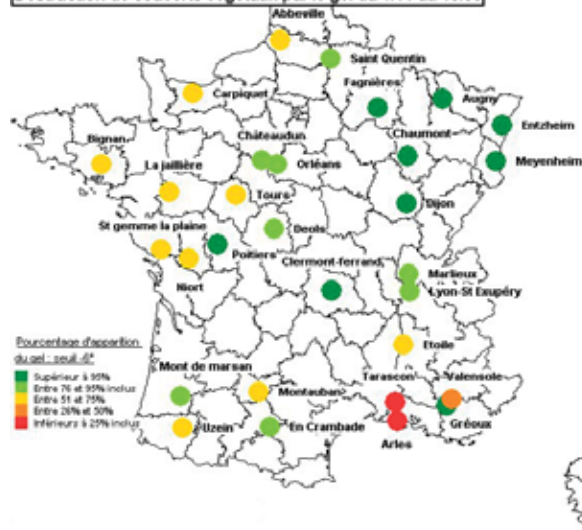 Abbeville
Saint Quentin
Fagnières
Augny
Carpiquet
Entzheim
Chaumont
Châteaudun
Bignan
Orléans
Meyenheim
La jaillière
Tours
Dijon
St gemme la plaine
Deols
Poitiers
Clermont-ferrand
Marlieux
Niort
Lyon-St Exupéry
Pourcentage d'apparition
du gel : seuil -6°
Supérieur à 95%
Entre 76 et 95% inclus
Entre 51 et 75%
Entre 26% et 50%
Inférieurs à 25% inclus
Etoile
Mont de marsan
Tarascon
Valensole
Montauban
Uzein
En Crambade
Gréoux
Arles